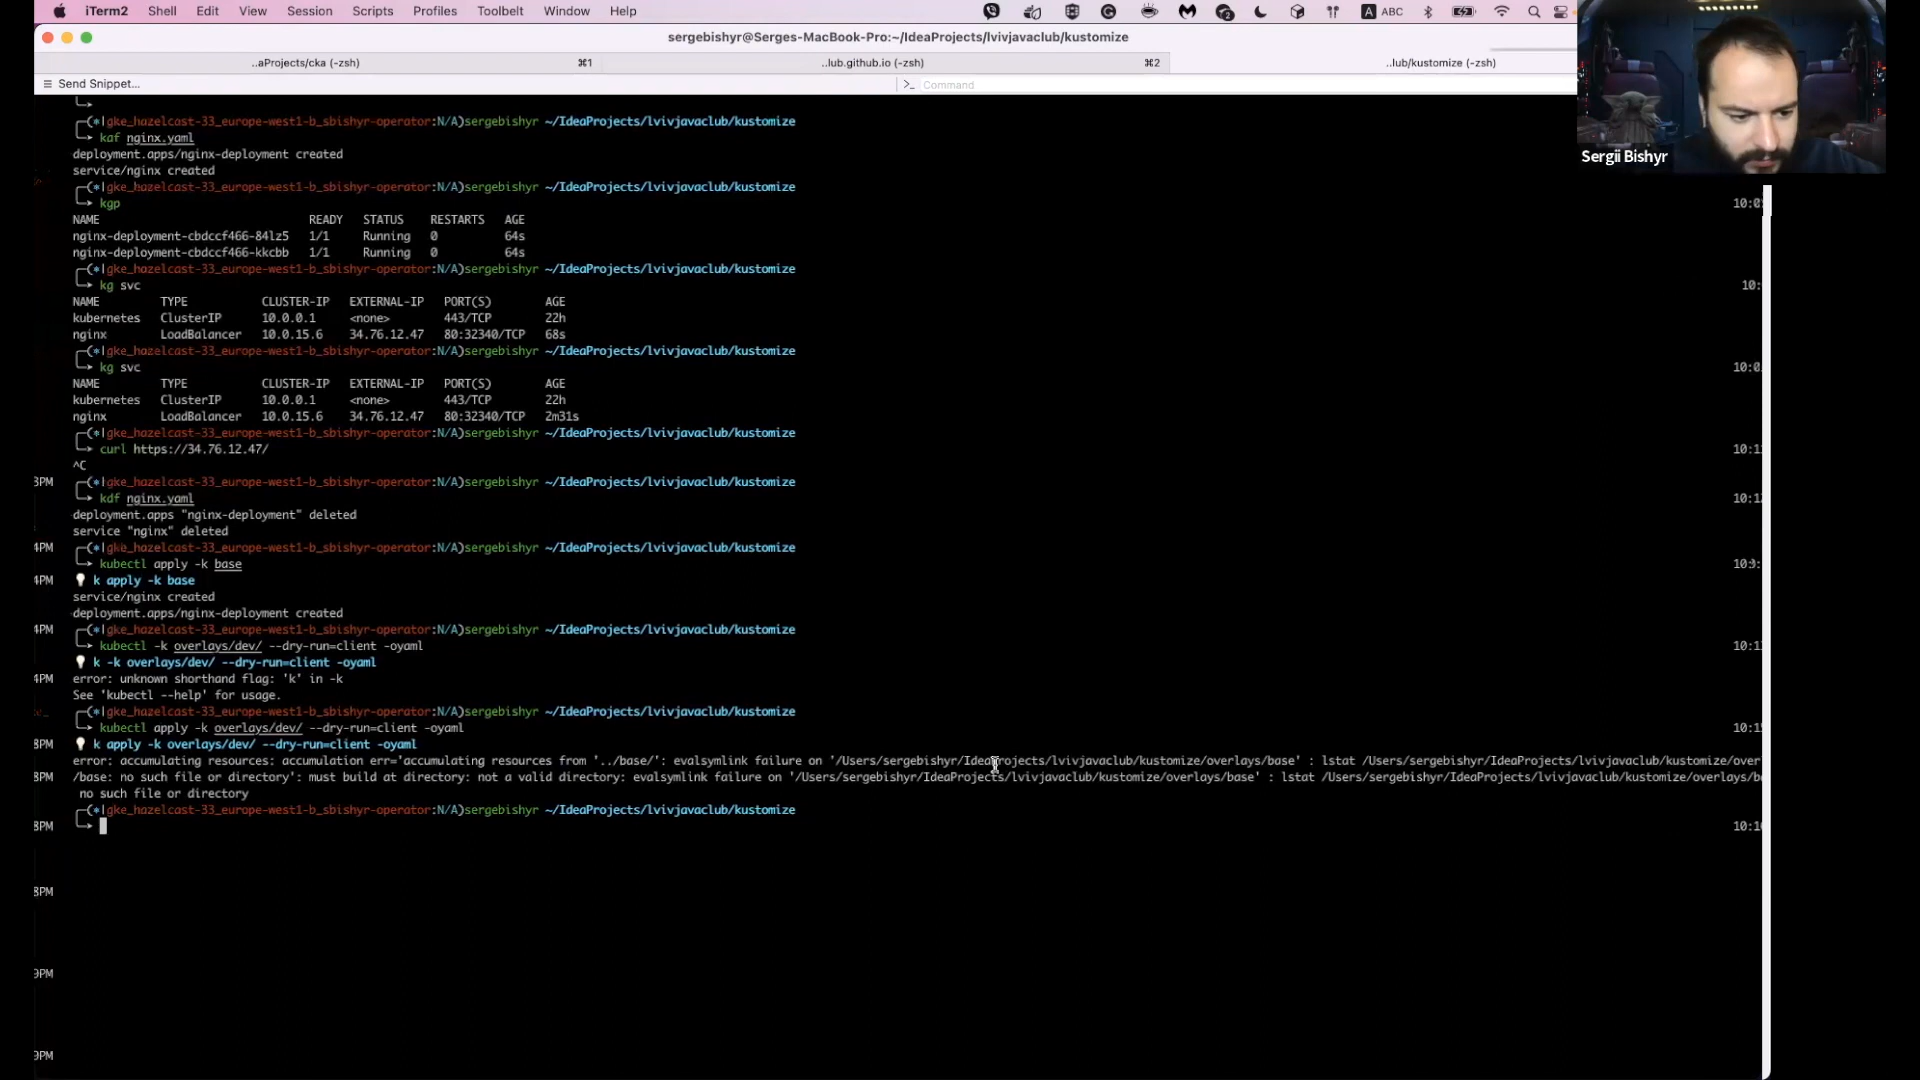 iTerm2 Shell Edit View Session Scripts Profiles Toolbelt Window Help A ABC
sergebishyr@Serges-MacBook-Pro:~/IdeaProjects/lvivjavaclub/kustomize
..aProjects/cka (-zsh) ⌘1 ..lub.github.io (-zsh) ⌘2 ..lub/kustomize (-zsh)
Send Snippet... >_ Command
(*|gke_hazelcast-33_europe-west1-b_sbishyr-operator:N/A)sergebishyr ~/IdeaProjects/lvivjavaclub/kustomize
kaf nginx.yaml
deployment.apps/nginx-deployment created
Sergii Bishyr
service/nginx created
(*|gke_hazelcast-33_europe-west1-b_sbishyr-operator:N/A)sergebishyr ~/IdeaProjects/lvivjavaclub/kustomize
kgp
NAME READY STATUS RESTARTS AGE
nginx-deployment-cbdccf466-84lz5 1/1 Running 0 64s
nginx-deployment-cbdccf466-kkcbb 1/1 Running 0 64s
(*|gke_hazelcast-33_europe-west1-b_sbishyr-operator:N/A)sergebishyr ~/IdeaProjects/lvivjavaclub/kustomize
kg svc 10:
NAME TYPE CLUSTER-IP EXTERNAL-IP PORT(S) AGE
kubernetes ClusterIP 10.0.0.1 <none> 443/TCP 22h
nginx LoadBalancer 10.0.15.6 34.76.12.47 80:32340/TCP 68s
(*|gke_hazelcast-33_europe-west1-b_sbishyr-operator:N/A)sergebishyr ~/IdeaProjects/lvivjavaclub/kustomize
kg svc
NAME TYPE CLUSTER-IP EXTERNAL-IP PORT(S) AGE
kubernetes ClusterIP 10.0.0.1 <none> 443/TCP 22h
nginx LoadBalancer 10.0.15.6 34.76.12.47 80:32340/TCP 2m31s
(*|gke_hazelcast-33_europe-west1-b_sbishyr-operator:N/A)sergebishyr ~/IdeaProjects/lvivjavaclub/kustomize
curl https://34.76.12.47/
^C
(*|gke_hazelcast-33_europe-west1-b_sbishyr-operator:N/A)sergebishyr ~/IdeaProjects/lvivjavaclub/kustomize
kdf nginx.yaml
deployment.apps "nginx-deployment" deleted
service "nginx" deleted
4PM (*|gke_hazelcast-33_europe-west1-b_sbishyr-operator:N/A)sergebishyr ~/IdeaProjects/lvivjavaclub/kustomize
kubectl apply -k base
4PM k apply -k base
service/nginx created
deployment.apps/nginx-deployment created
4PM (*|gke_hazelcast-33_europe-west1-b_sbishyr-operator:N/A)sergebishyr ~/IdeaProjects/lvivjavaclub/kustomize
kubectl -k overlays/dev/ --dry-run=client -oyaml
k -k overlays/dev/ --dry-run=client -oyaml
4PM error: unknown shorthand flag: 'k' in -k
See 'kubectl --help' for usage.
(*|gke_hazelcast-33_europe-west1-b_sbishyr-operator:N/A)sergebishyr ~/IdeaProjects/lvivjavaclub/kustomize
kubectl apply -k overlays/dev/ --dry-run=client -oyaml
k apply -k overlays/dev/ --dry-run=client -oyaml
error: accumulating resources: accumulation err='accumulating resources from '../base/': evalsymlink failure on '/Users/sergebishyr/IdeaProjects/lvivjavaclub/kustomize/overlays/base' : lstat /Users/sergebishyr/IdeaProjects/lvivjavaclub/kustomize/over
/base: no such file or directory': must build at directory: not a valid directory: evalsymlink failure on '/Users/sergebishyr/IdeaProjects/lvivjavaclub/kustomize/overlays/base' : lstat /Users/sergebishyr/IdeaProjects/lvivjavaclub/kustomize/overlays/b
no such file or directory
(*|gke_hazelcast-33_europe-west1-b_sbishyr-operator:N/A)sergebishyr ~/IdeaProjects/lvivjavaclub/kustomize